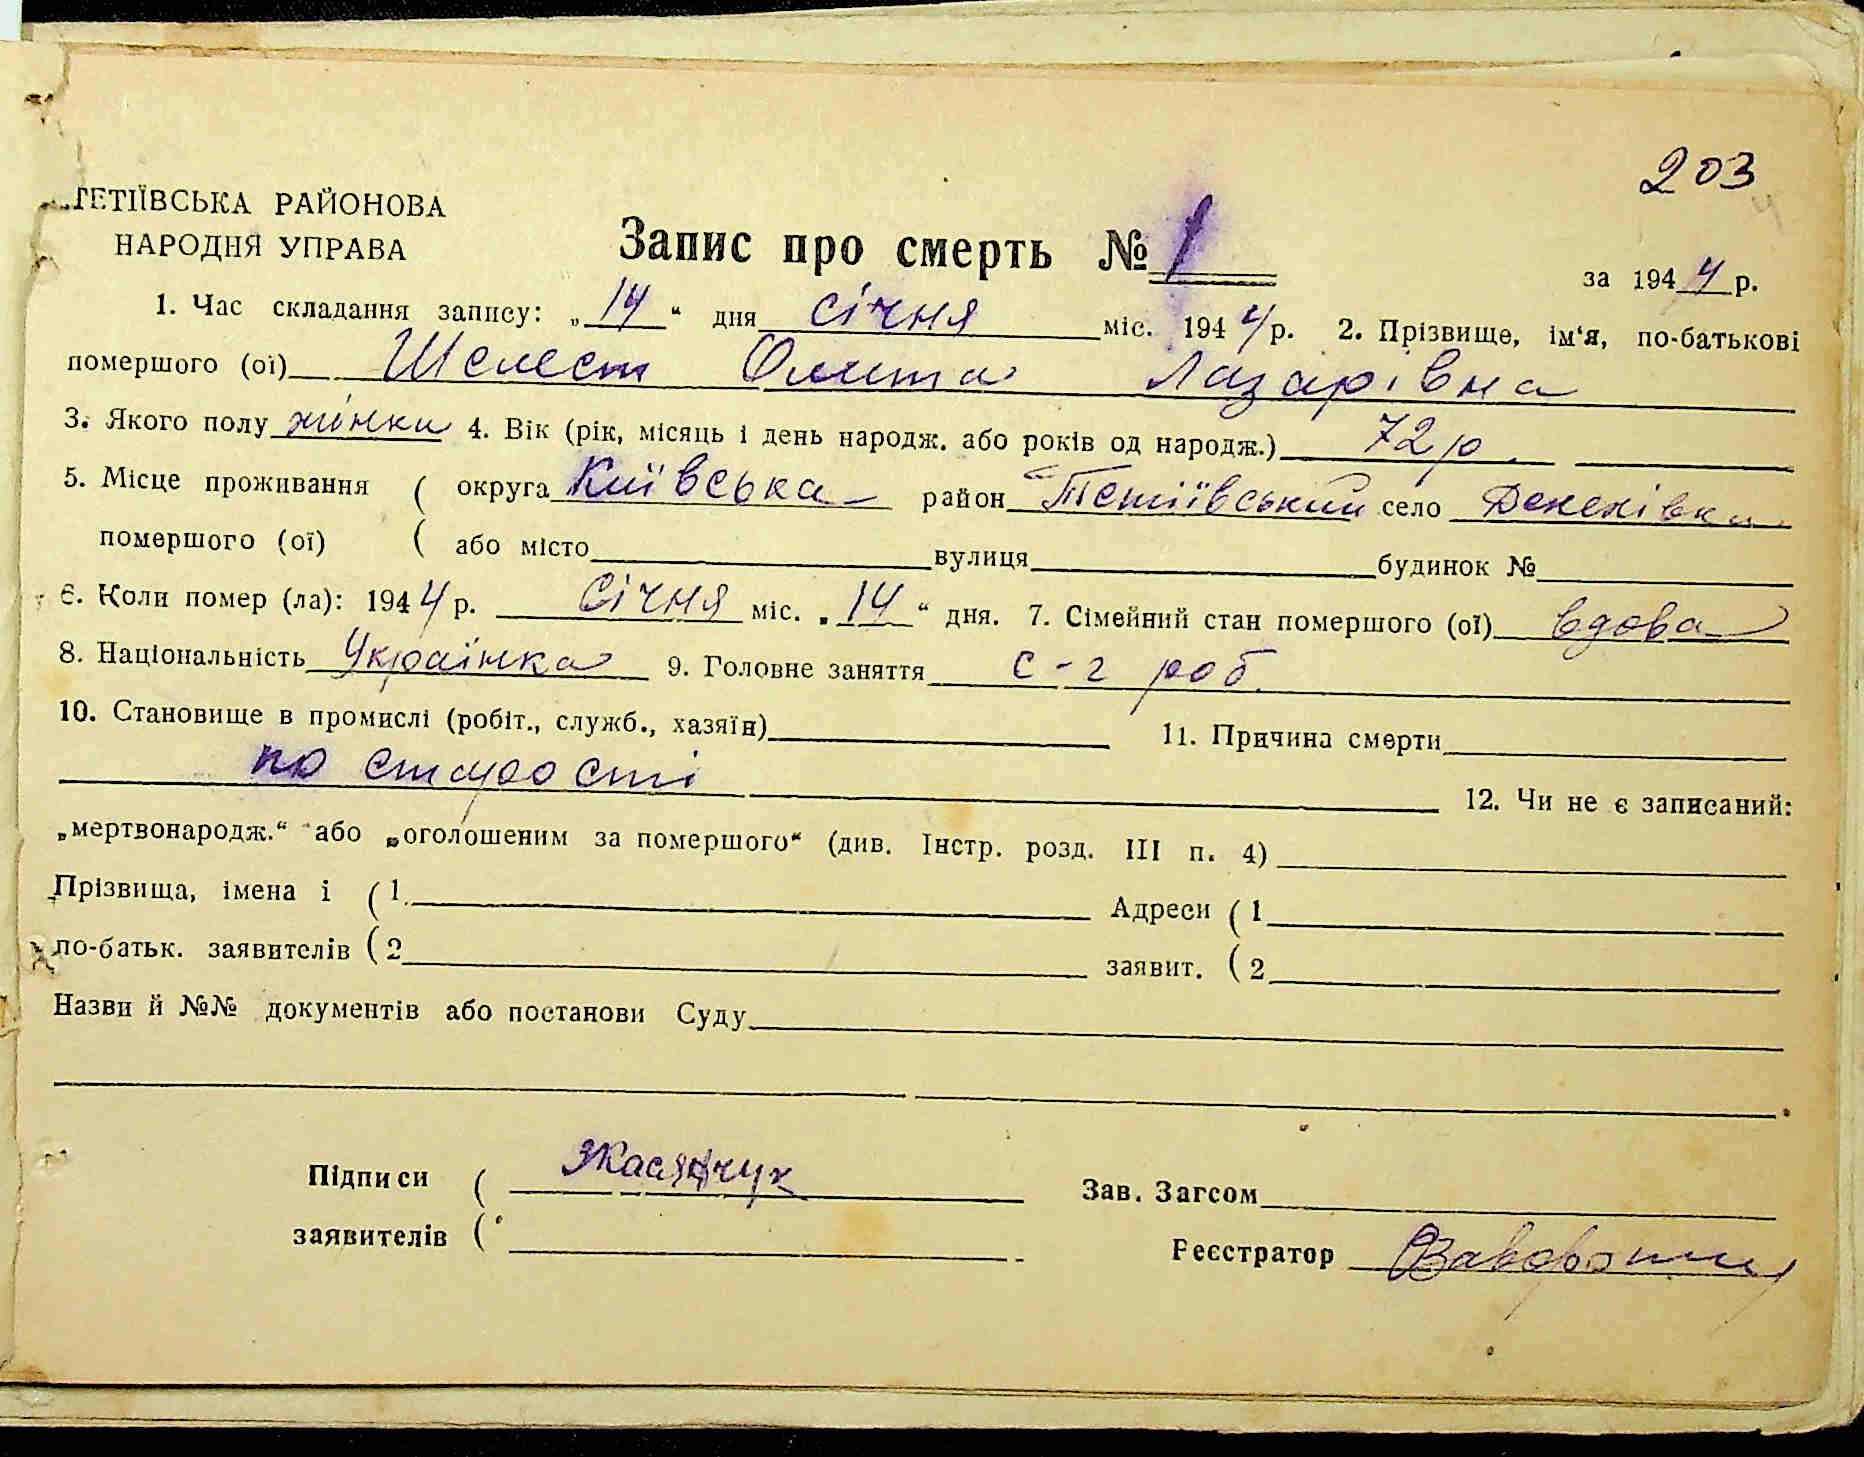 203
ТЕТІЇВСЬКА РАЙОНОВА
НАРОДНЯ УПРАВА
Запис про смерть № 1
за 1944 р.
1. Час складання запису: „14“ дня січня міс. 1944 р. 2. Прізвище, ім‘я, по-батькові
помершого (ої) Шелест Олита Лазарівна
3. Якого полу жінки 4. Вік (рік, місяць і день народж. або років од народж.) 72 р.
5. Місце проживання ( округа Київська район Тетіївський село Дененівка
помершого (ої) ( або місто вулиця будинок №
6. Коли помер (ла): 1944 р. Січня міс. „14“ дня. 7. Сімейний стан помершого (ої) вдова
8. Національність Українка 9. Головне заняття с-г роб.
10. Становище в промислі (робіт., служб., хазяїн) 11. Причина смерти
по старості 12. Чи не є записаний:
„мертвонародж.“ або „оголошеним за помершого“ (див. Інстр. розд. III п. 4)
Прізвища, імена і ( 1. Адреси ( 1
по-батьк. заявителів ( 2 заявит. ( 2
Назви й №№ документів або постанови Суду
Підписи ( ЗКасянчук Зав. Загсом
заявителів ( Реєстратор